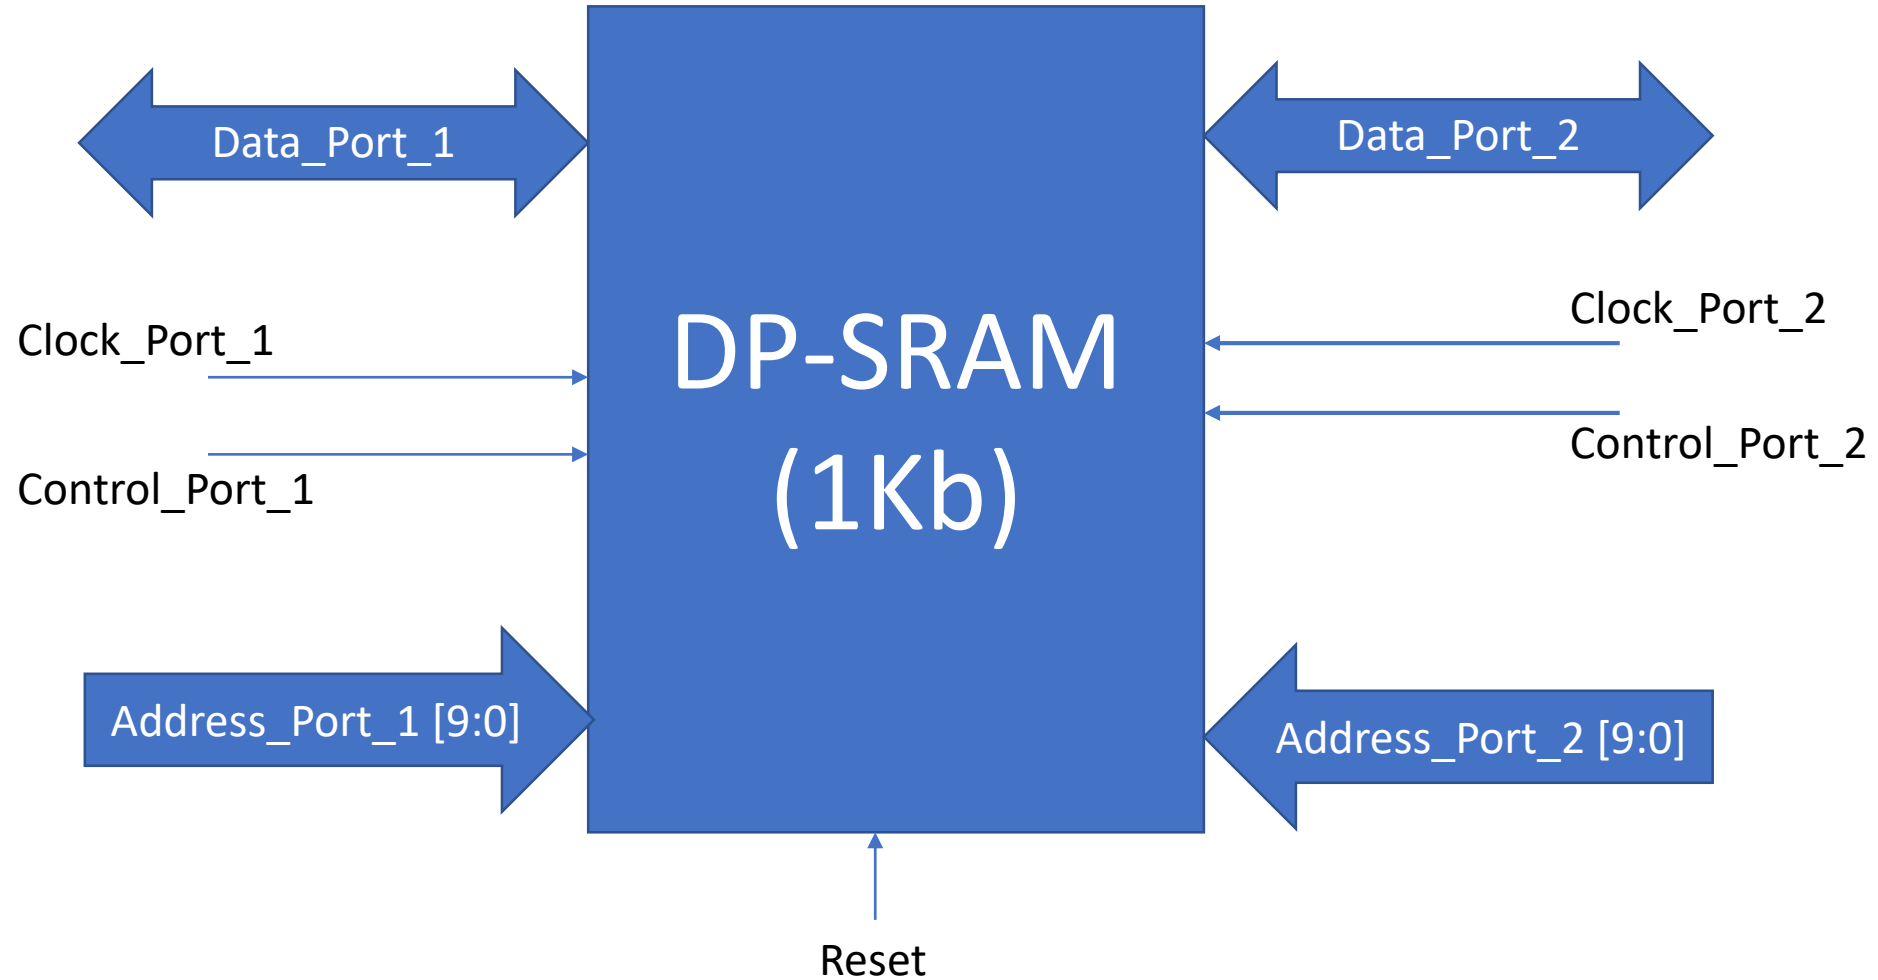 Data_Port_1
Data_Port_2
Clock_Port_1
Clock_Port_2
DP-SRAM
(1Kb)
Control_Port_1
Control_Port_2
Address_Port_1 [9:0]
Address_Port_2 [9:0]
Reset